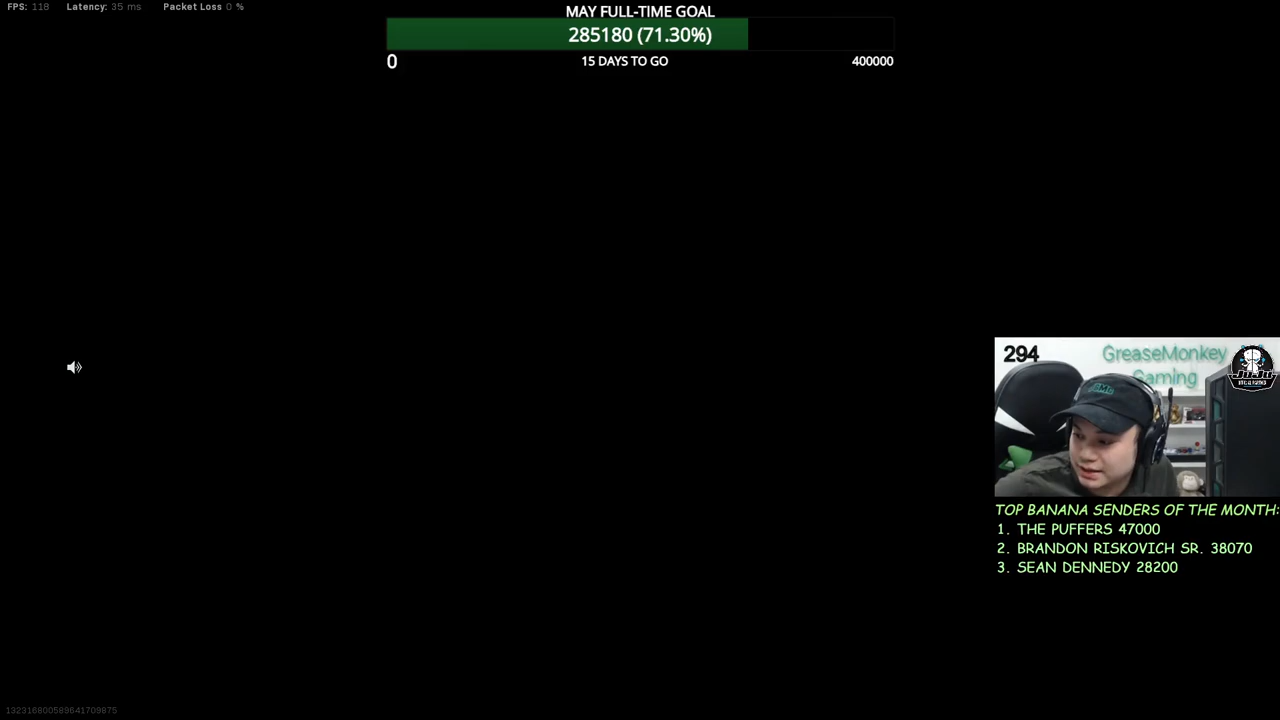 FPS: 118 Latency: 35 ms Packet Loss 0 %
MAY FULL-TIME GOAL
285180 (71.30%)
0 15 DAYS TO GO 400000
294
GreaseMonkey
Gaming
TOP BANANA SENDERS OF THE MONTH:
1. THE PUFFERS 47000
2. BRANDON RISKOVICH SR. 38070
3. SEAN DENNEDY 28200